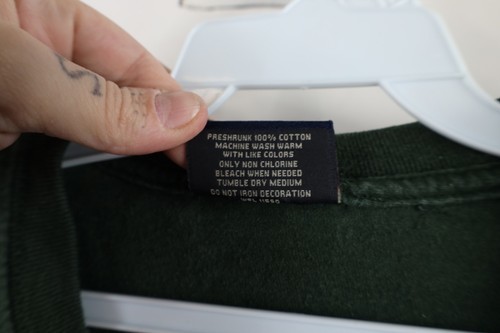 PRESHRUNK 100% COTTON
MACHINE WASH WARM
WITH LIKE COLORS
ONLY NON CHLORINE
BLEACH WHEN NEEDED
TUMBLE DRY MEDIUM
DO NOT IRON DECORATION